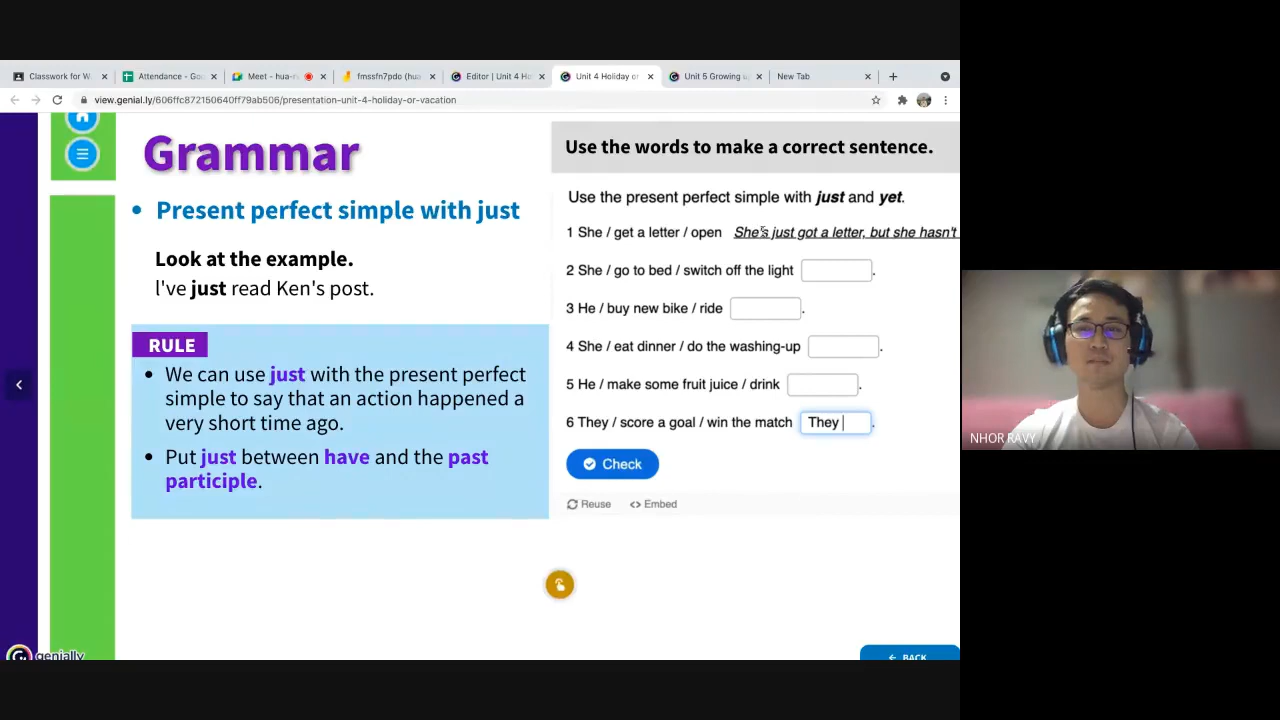 Classwork for W
Attendance - Goo
Meet - hua-r
fmssfn7pdo (hua
Editor | Unit 4 Ho
Unit 4 Holiday or
Unit 5 Growing u
New Tab
view.genial.ly/606ffc872150640ff79ab506/presentation-unit-4-holiday-or-vacation
Grammar
• Present perfect simple with just
Look at the example.
I've just read Ken's post.
RULE
• We can use just with the present perfect
simple to say that an action happened a
very short time ago.
• Put just between have and the past
participle.
Use the words to make a correct sentence.
Use the present perfect simple with just and yet.
1 She / get a letter / open She's just got a letter, but she hasn't
2 She / go to bed / switch off the light .
3 He / buy new bike / ride .
4 She / eat dinner / do the washing-up .
5 He / make some fruit juice / drink .
6 They / score a goal / win the match They .
Check
Reuse <> Embed
genially
← BACK
NHOR RAVY